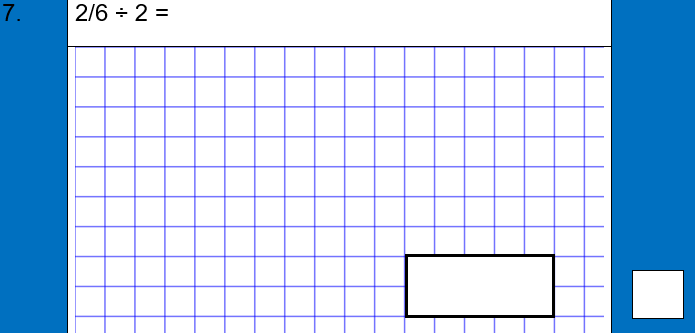 7. 2/6 ÷ 2 =